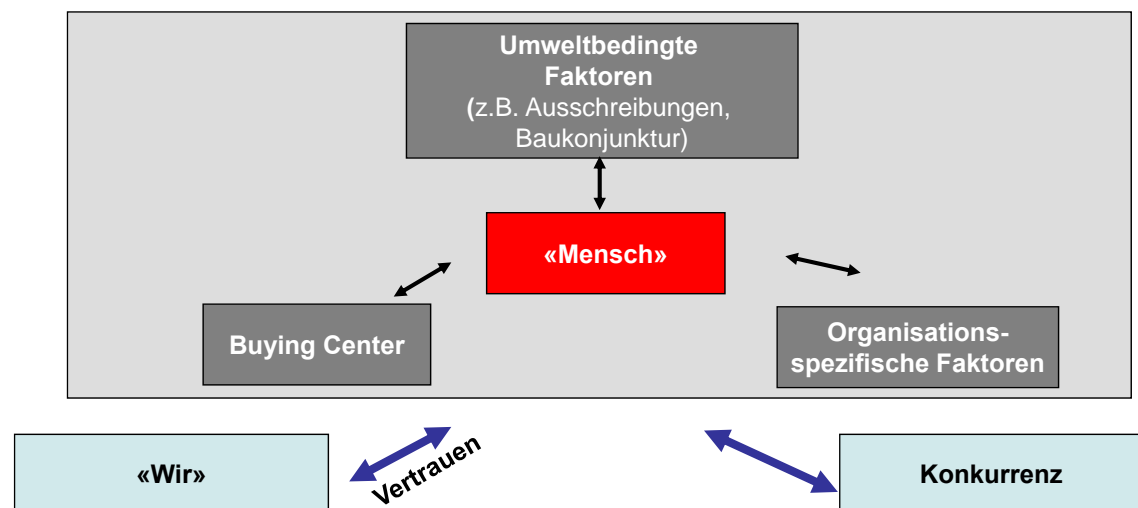 Umweltbedingte
Faktoren
(z.B. Ausschreibungen,
Baukonjunktur)
«Mensch»
Buying Center
Organisations-
spezifische Faktoren
«Wir»
Vertrauen
Konkurrenz